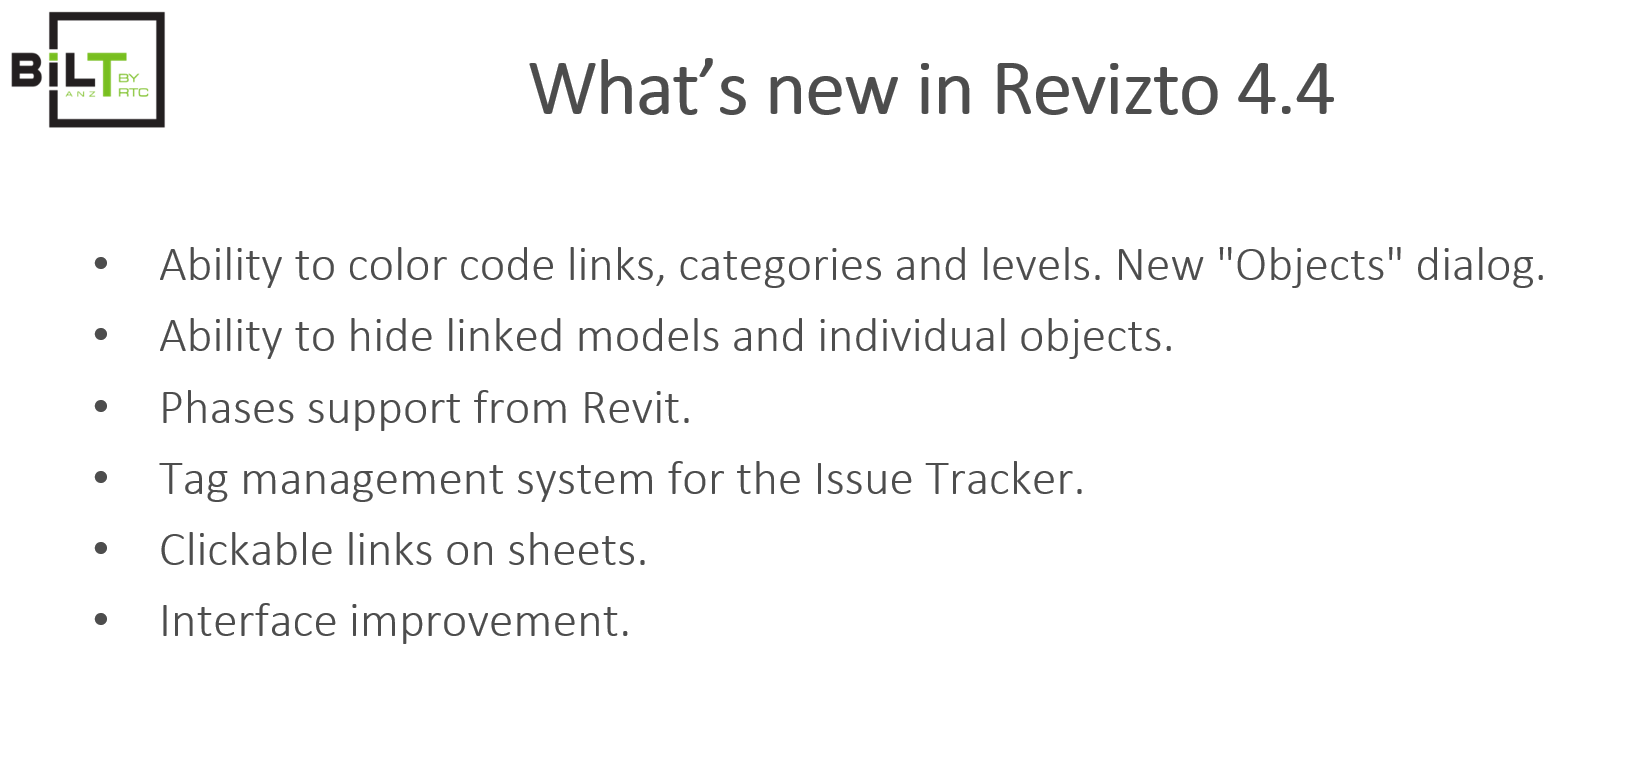 BiLT BY
ANZ RTC
What’s new in Revizto 4.4
• Ability to color code links, categories and levels. New "Objects" dialog.
• Ability to hide linked models and individual objects.
• Phases support from Revit.
• Tag management system for the Issue Tracker.
• Clickable links on sheets.
• Interface improvement.